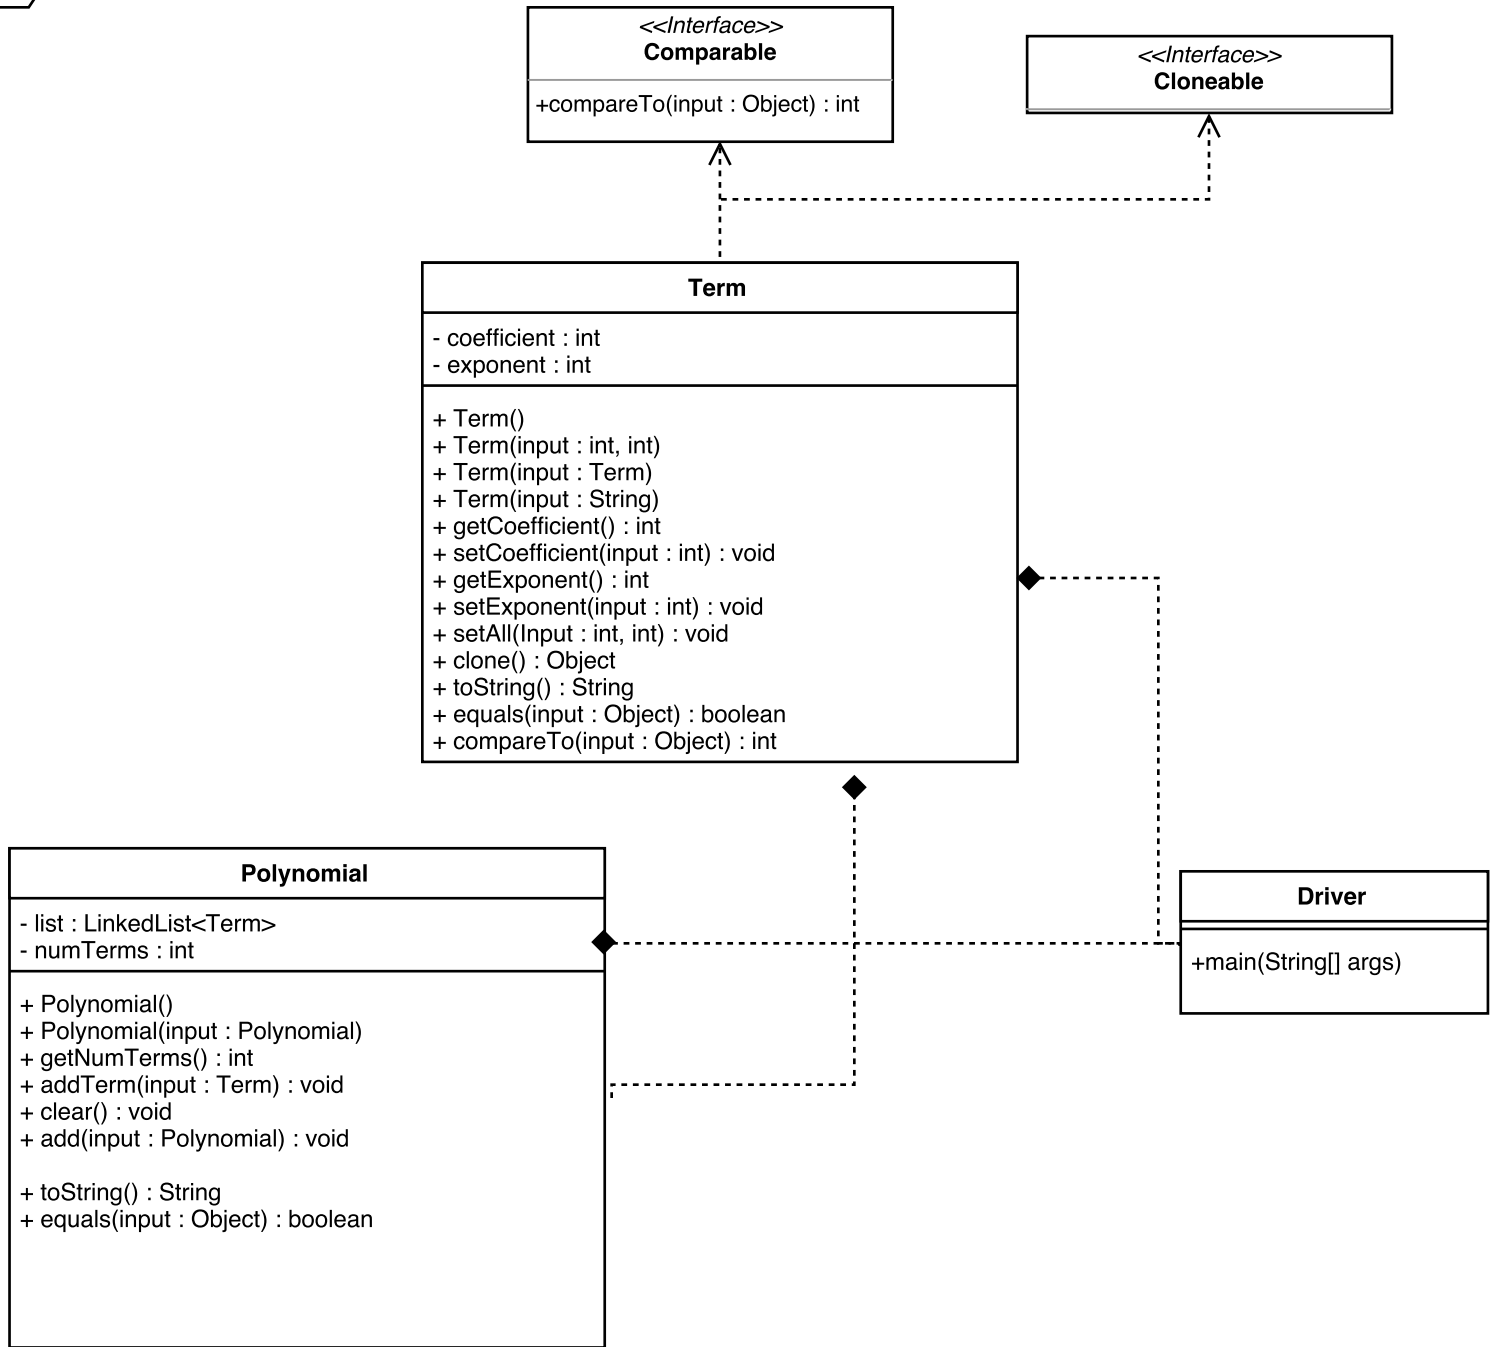 <<Interface>>
Comparable
+compareTo(input : Object) : int
<<Interface>>
Cloneable
Term
- coefficient : int
- exponent : int
+ Term()
+ Term(input : int, int)
+ Term(input : Term)
+ Term(input : String)
+ getCoefficient() : int
+ setCoefficient(input : int) : void
+ getExponent() : int
+ setExponent(input : int) : void
+ setAll(Input : int, int) : void
+ clone() : Object
+ toString() : String
+ equals(input : Object) : boolean
+ compareTo(input : Object) : int
Polynomial
- list : LinkedList<Term>
- numTerms : int
+ Polynomial()
+ Polynomial(input : Polynomial)
+ getNumTerms() : int
+ addTerm(input : Term) : void
+ clear() : void
+ add(input : Polynomial) : void
+ toString() : String
+ equals(input : Object) : boolean
Driver
+main(String[] args)